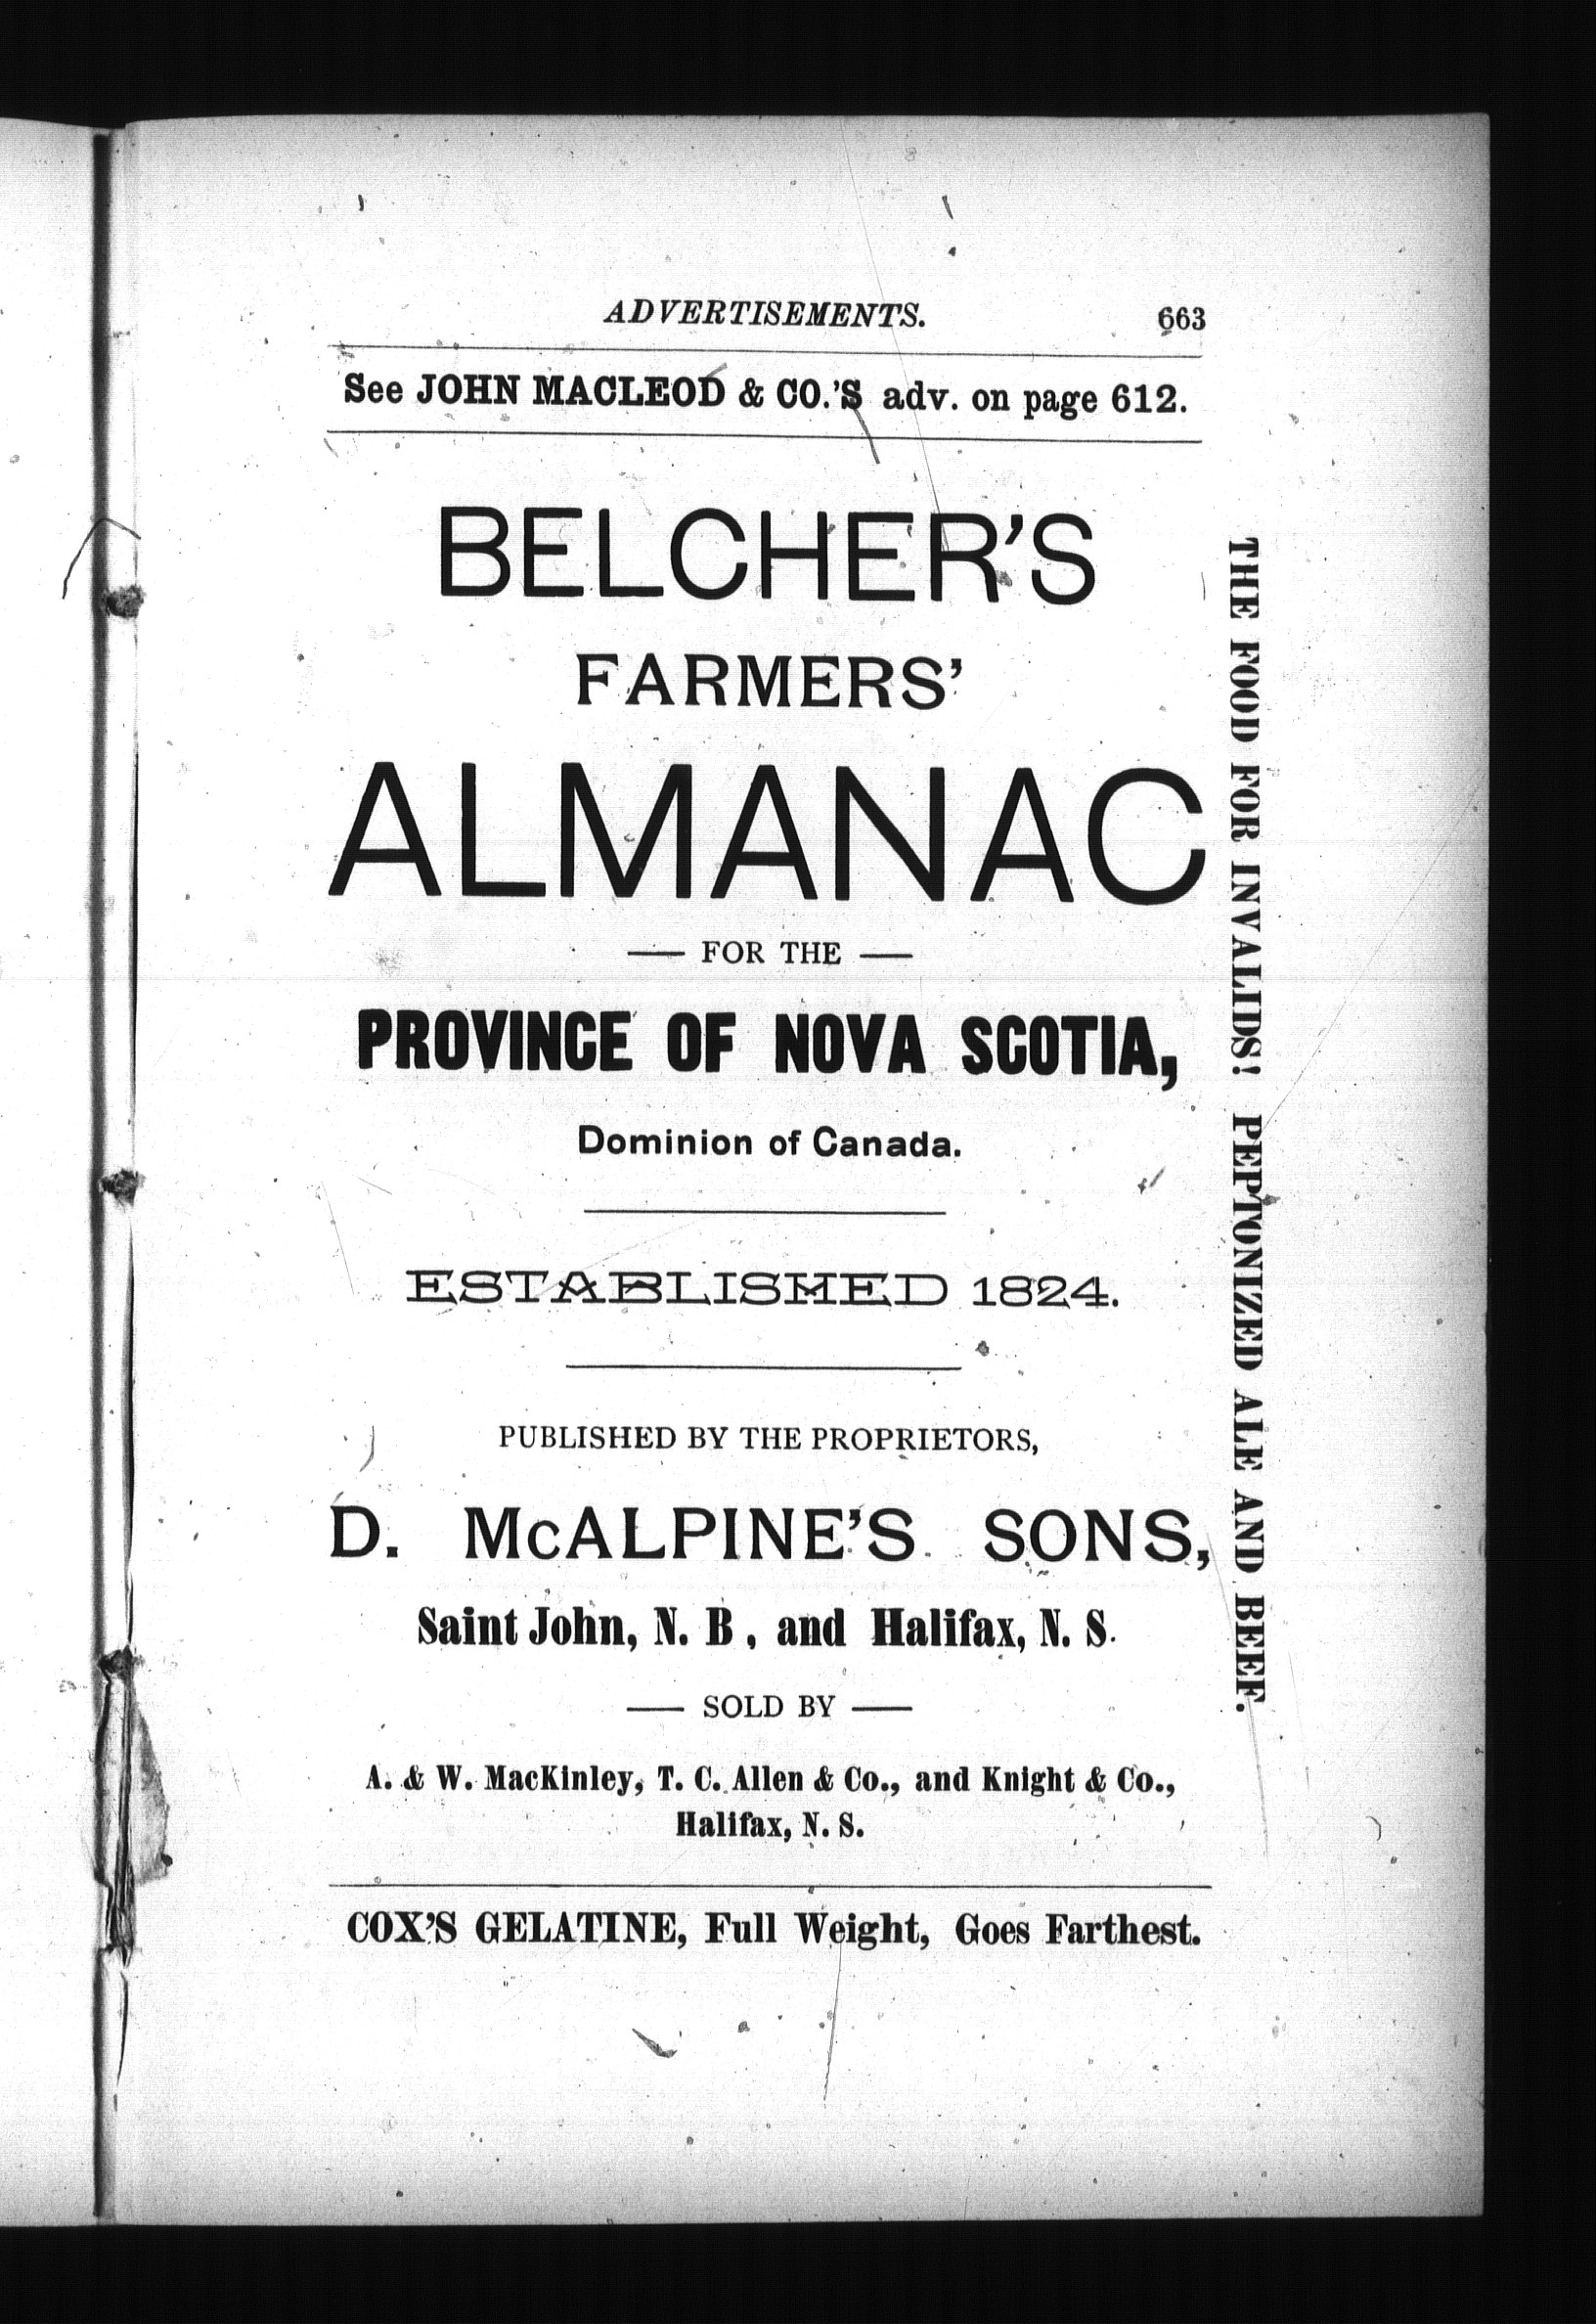 ADVERTISEMENTS. 663
See JOHN MACLEOD & CO.'S adv. on page 612.
BELCHER'S
FARMERS'
ALMANAC
— FOR THE —
PROVINCE OF NOVA SCOTIA,
Dominion of Canada.
ESTABLISHED 1824.
PUBLISHED BY THE PROPRIETORS,
D. McALPINE'S SONS,
Saint John, N. B , and Halifax, N. S.
— SOLD BY —
A. & W. MacKinley, T. C. Allen & Co., and Knight & Co.,
Halifax, N. S.
COX'S GELATINE, Full Weight, Goes Farthest.
THE FOOD FOR INVALIDS! PEPTONIZED ALE AND BEEF.